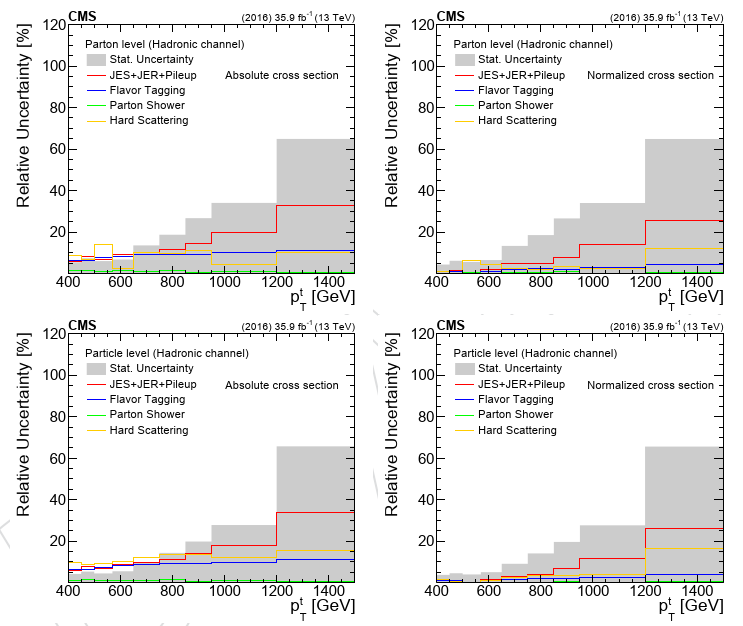 CMS (2016) 35.9 fb⁻¹ (13 TeV)
Relative Uncertainty [%]
120
100
80
60
40
20
Parton level (Hadronic channel)
Stat. Uncertainty
JES+JER+Pileup Absolute cross section
Flavor Tagging
Parton Shower
Hard Scattering
400 600 800 1000 1200 1400
p_T^t [GeV]
CMS (2016) 35.9 fb⁻¹ (13 TeV)
Relative Uncertainty [%]
120
100
80
60
40
20
Parton level (Hadronic channel)
Stat. Uncertainty
JES+JER+Pileup Normalized cross section
Flavor Tagging
Parton Shower
Hard Scattering
400 600 800 1000 1200 1400
p_T^t [GeV]
CMS (2016) 35.9 fb⁻¹ (13 TeV)
Relative Uncertainty [%]
120
100
80
60
40
20
Particle level (Hadronic channel)
Stat. Uncertainty
JES+JER+Pileup Absolute cross section
Flavor Tagging
Parton Shower
Hard Scattering
400 600 800 1000 1200 1400
p_T^t [GeV]
CMS (2016) 35.9 fb⁻¹ (13 TeV)
Relative Uncertainty [%]
120
100
80
60
40
20
Particle level (Hadronic channel)
Stat. Uncertainty
JES+JER+Pileup Normalized cross section
Flavor Tagging
Parton Shower
Hard Scattering
400 600 800 1000 1200 1400
p_T^t [GeV]